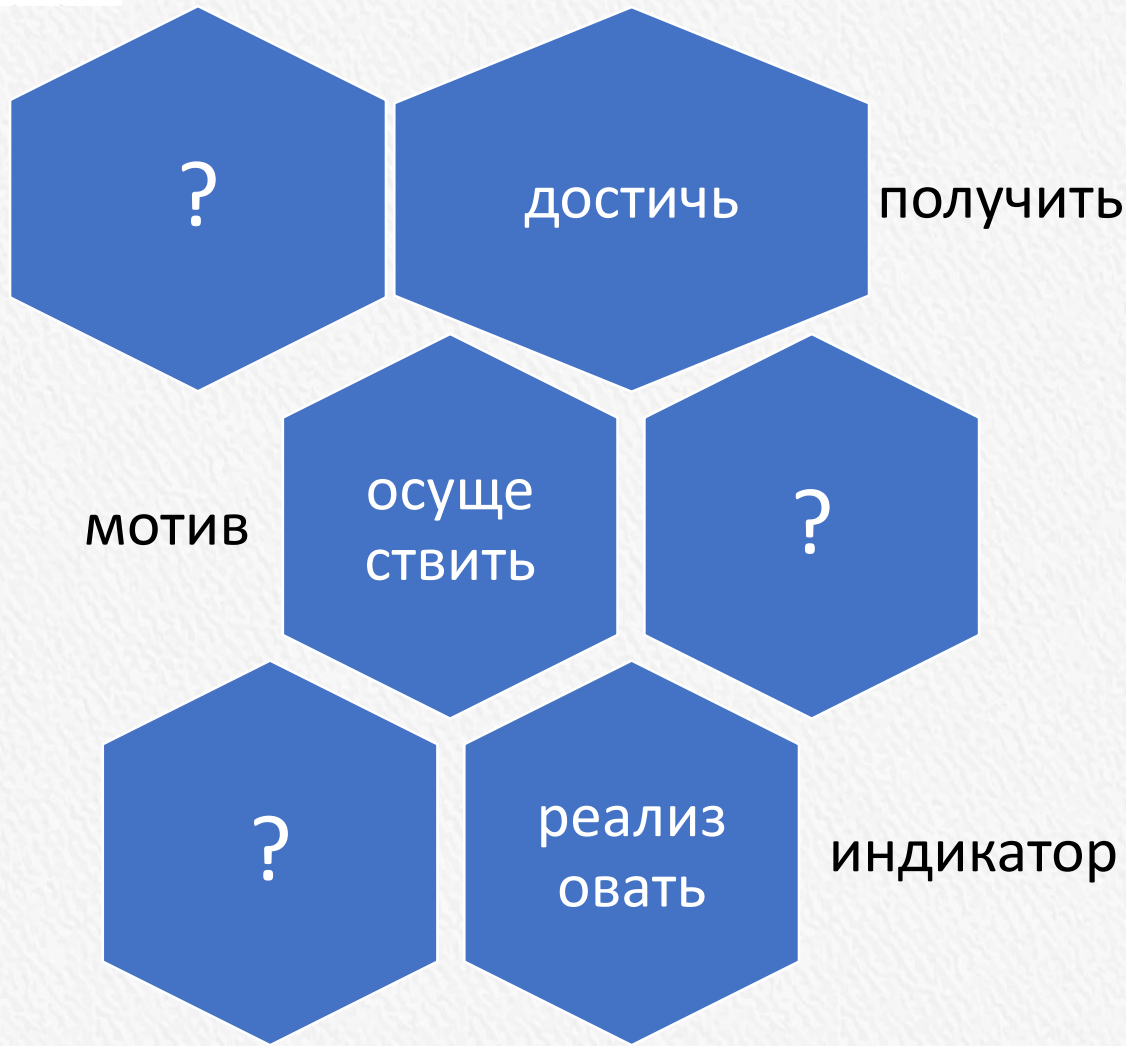 ?
достичь
получить
мотив
осуще
ствить
?
?
реализ
овать
индикатор